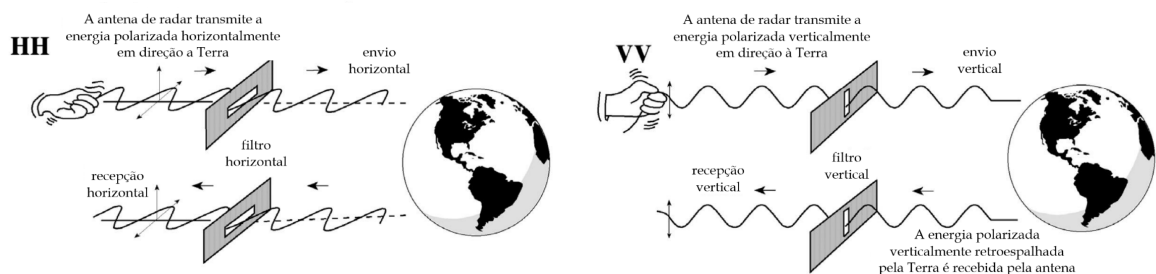 HH
A antena de radar transmite a
energia polarizada horizontalmente
em direção a Terra
envio
horizontal
filtro
horizontal
recepção
horizontal
VV
A antena de radar transmite a
energia polarizada verticalmente
em direção à Terra
envio
vertical
filtro
vertical
recepção
vertical
A energia polarizada
verticalmente retroespalhada
pela Terra é recebida pela antena